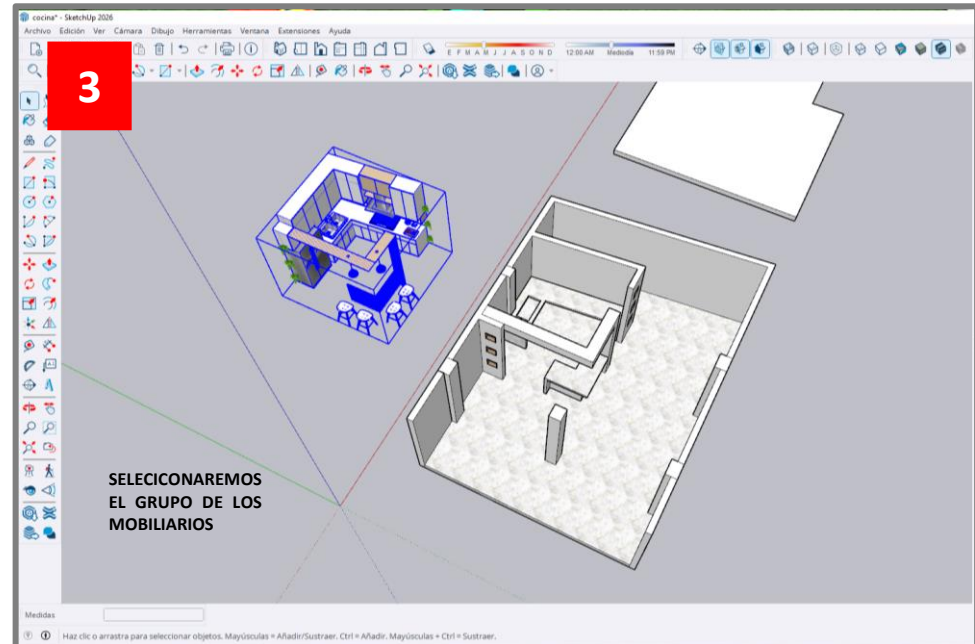 cocina* - SketchUp 2026
Archivo Edición Ver Cámara Dibujo Herramientas Ventana Extensiones Ayuda
E F M A M J J A S O N D 12:00 AM Mediodía 11:59 PM
3
SELECICONAREMOS
EL GRUPO DE LOS
MOBILIARIOS
Medidas
Haz clic o arrastra para seleccionar objetos. Mayúsculas = Añadir/Sustraer. Ctrl = Añadir. Mayúsculas + Ctrl = Sustraer.